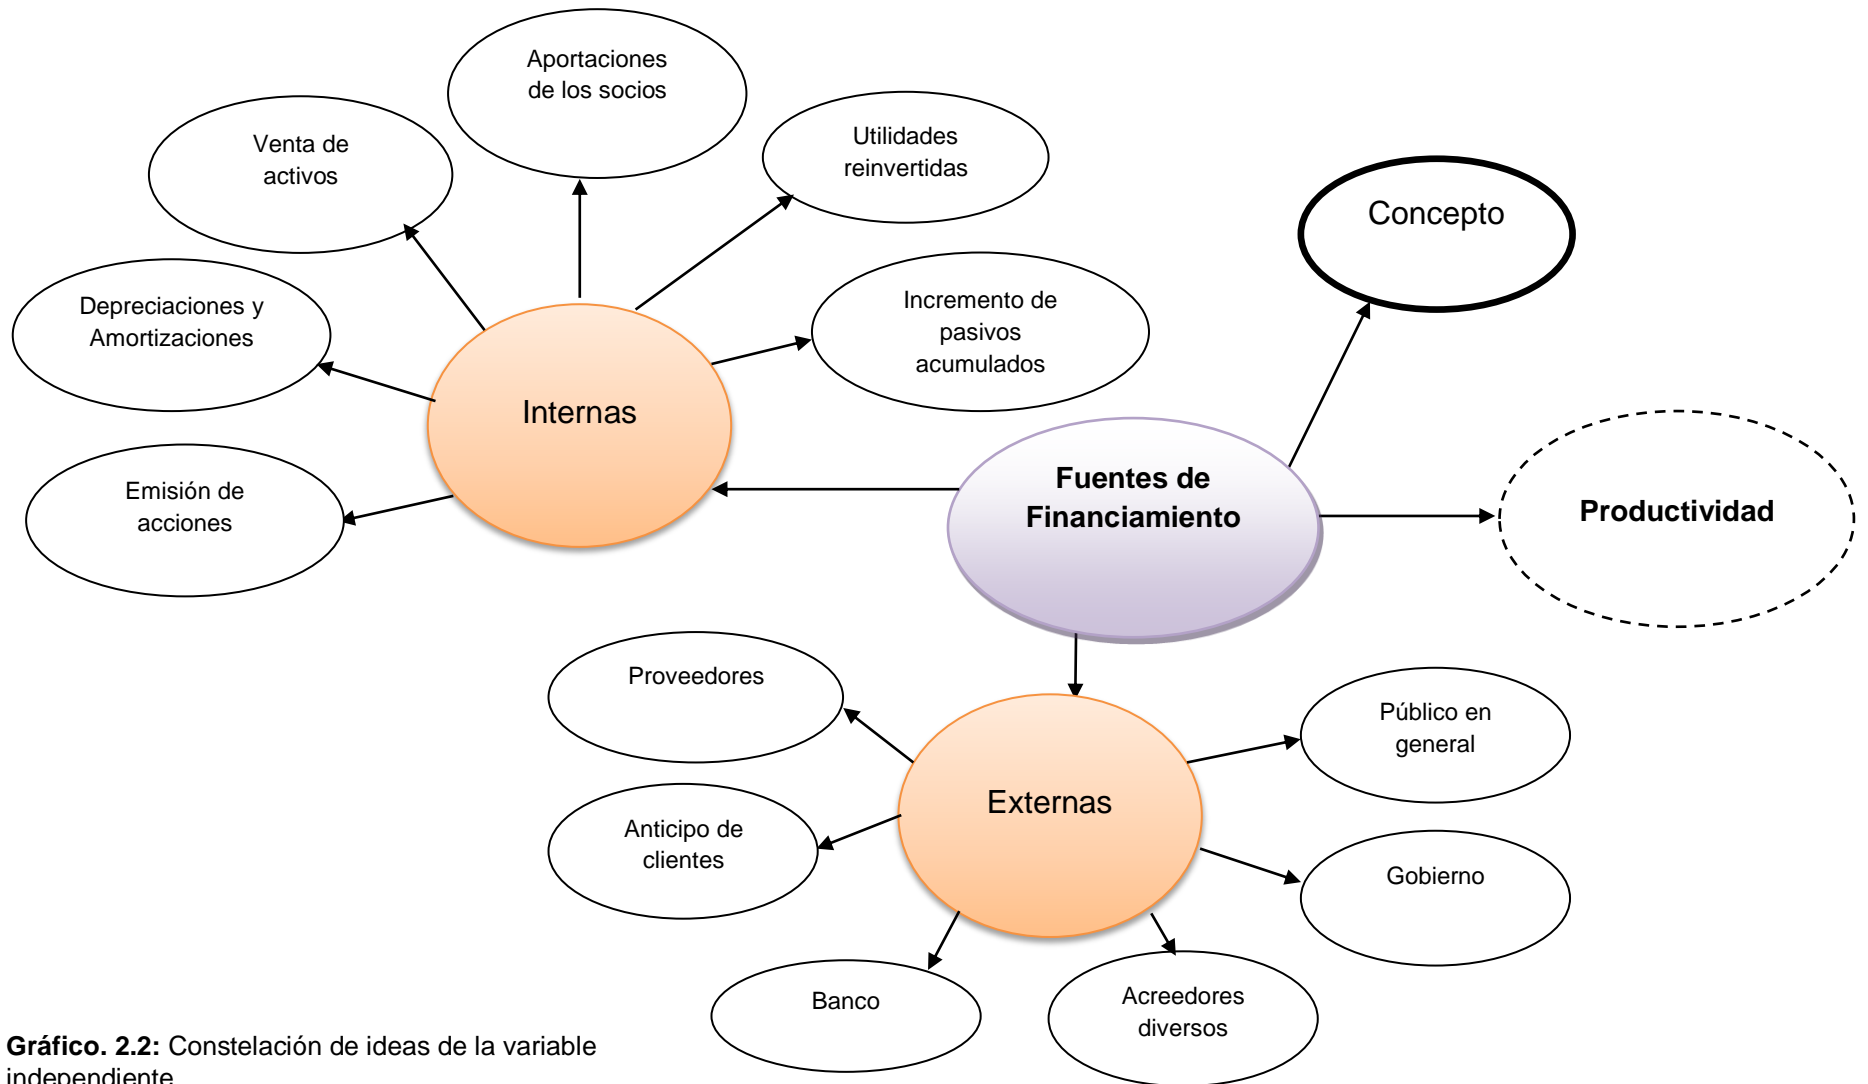 Aportaciones
de los socios
Venta de
activos
Utilidades
reinvertidas
Concepto
Depreciaciones y
Amortizaciones
Incremento de
pasivos
acumulados
Internas
Emisión de
acciones
Fuentes de
Financiamiento
Productividad
Proveedores
Público en
general
Externas
Anticipo de
clientes
Gobierno
Banco
Acreedores
diversos
Gráfico. 2.2: Constelación de ideas de la variable
independiente